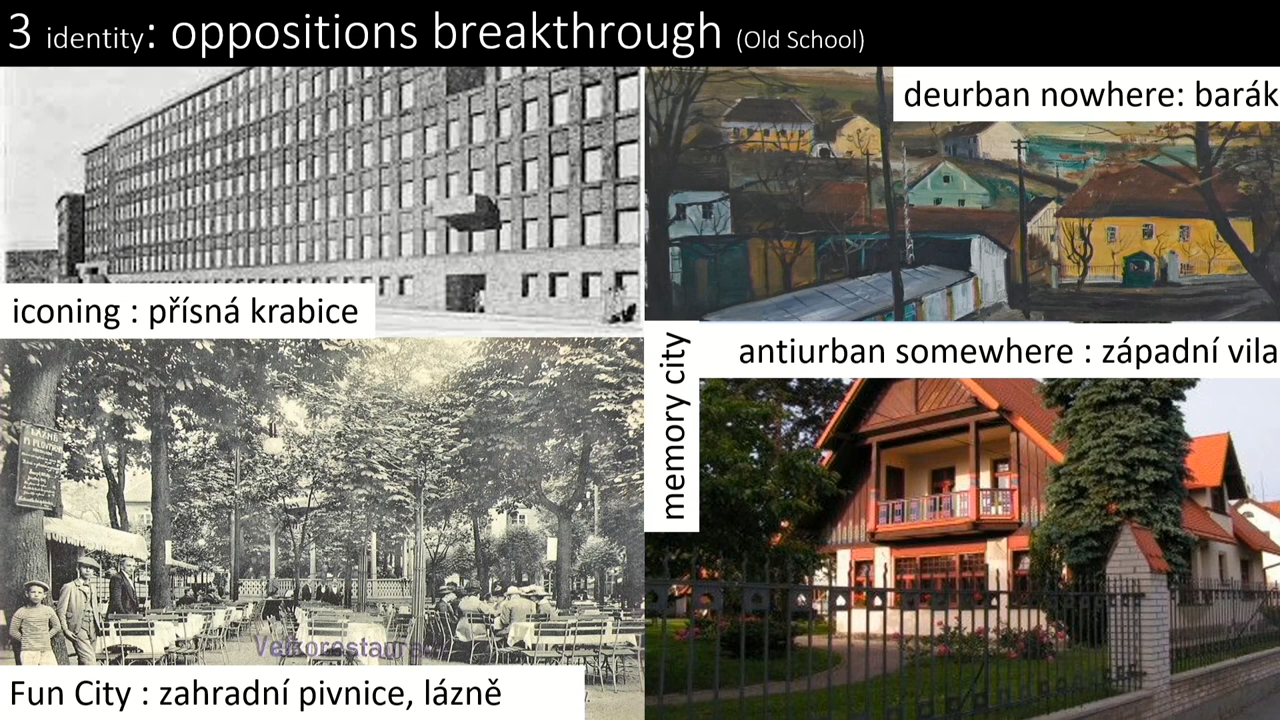 3 identity: oppositions breakthrough (Old School)
deurban nowhere: barák
iconing : přísná krabice
antiurban somewhere : západní vila
memory city
LÁZNĚ
Fun City : zahradní pivnice, lázně